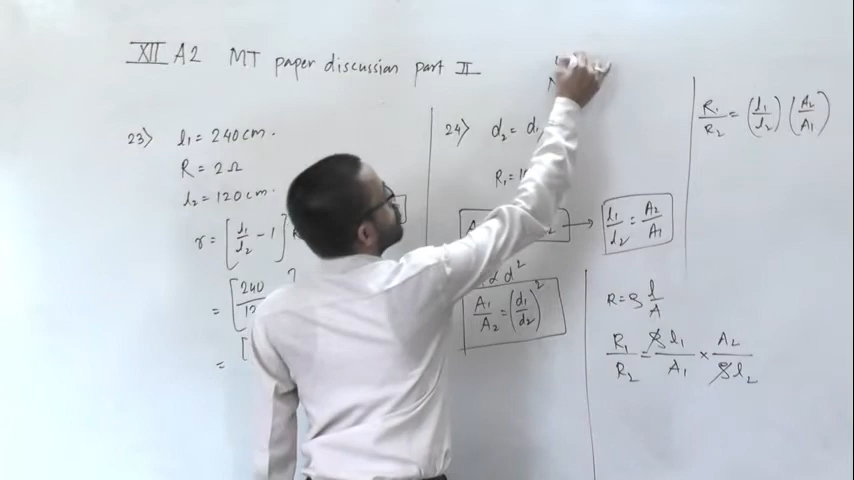 XII A2 MT paper discussion part II
23) l₁ = 240 cm.
R = 2 Ω
l₂ = 120 cm.
r = [l₁/l₂ - 1]
= [240
= [
24) d₂ = d₁
R₁ = 1
l₁/l₂ = A₂/A₁
∝ d²
A₁/A₂ = (d₁/d₂)²
R₁/R₂ = (l₁/l₂) (A₂/A₁)
R = ρ l/A
R₁/R₂ = ρl₁/A₁ × A₂/ρl₂